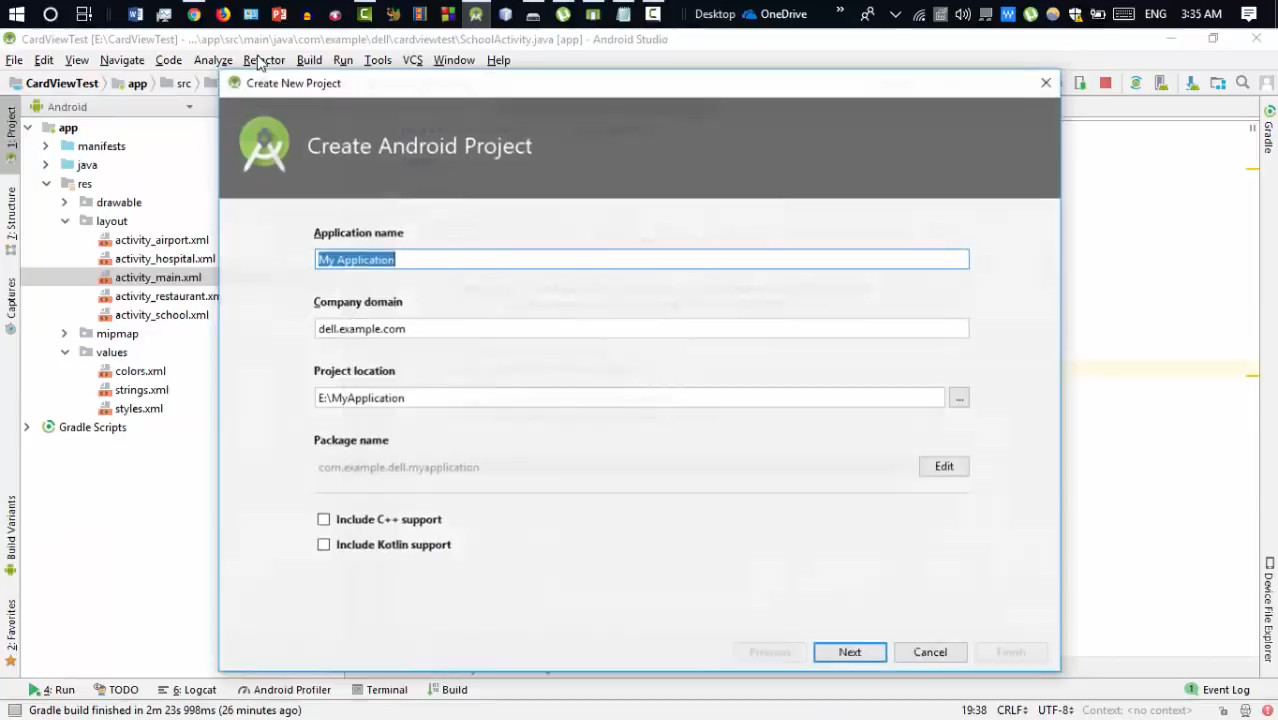 Desktop
OneDrive
ENG
3:35 AM
CardViewTest [E:\CardViewTest] - ...\app\src\main\java\com\example\dell\cardviewtest\SchoolActivity.java [app] - Android Studio
File Edit View Navigate Code Analyze Refactor Build Run Tools VCS Window Help
CardViewTest app src
Create New Project
Android
1: Project
Z: Structure
Captures
Build Variants
2: Favorites
app
manifests
java
res
drawable
layout
activity_airport.xml
activity_hospital.xml
activity_main.xml
activity_restaurant.xm
activity_school.xml
mipmap
values
colors.xml
strings.xml
styles.xml
Gradle Scripts
Create Android Project
Application name
My Application
Company domain
dell.example.com
Project location
E:\MyApplication
...
Package name
com.example.dell.myapplication
Edit
Include C++ support
Include Kotlin support
Previous Next Cancel Finish
Gradle
Device File Explorer
4: Run TODO 6: Logcat Android Profiler Terminal Build
1 Event Log
Gradle build finished in 2m 23s 998ms (26 minutes ago)
19:38 CRLF UTF-8 Context: <no context>